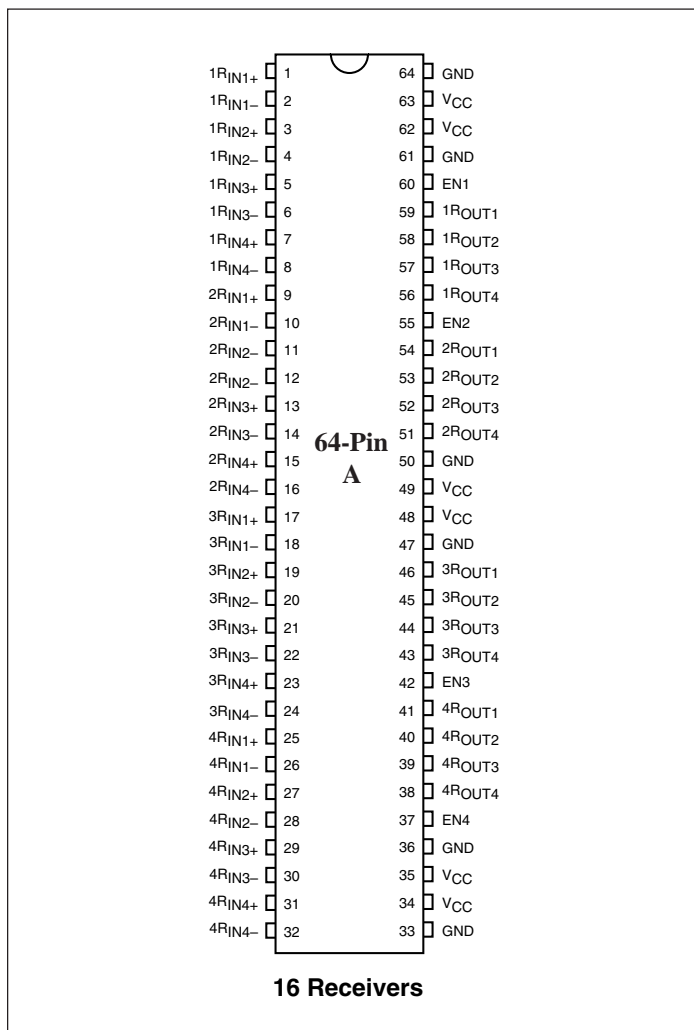 1RIN1+ 1 64 GND
1RIN1– 2 63 VCC
1RIN2+ 3 62 VCC
1RIN2– 4 61 GND
1RIN3+ 5 60 EN1
1RIN3– 6 59 1ROUT1
1RIN4+ 7 58 1ROUT2
1RIN4– 8 57 1ROUT3
2RIN1+ 9 56 1ROUT4
2RIN1– 10 55 EN2
2RIN2– 11 54 2ROUT1
2RIN2– 12 53 2ROUT2
2RIN3+ 13 52 2ROUT3
2RIN3– 14 51 2ROUT4
2RIN4+ 15 50 GND
2RIN4– 16 49 VCC
3RIN1+ 17 48 VCC
3RIN1– 18 47 GND
3RIN2+ 19 46 3ROUT1
3RIN2– 20 45 3ROUT2
3RIN3+ 21 44 3ROUT3
3RIN3– 22 43 3ROUT4
3RIN4+ 23 42 EN3
3RIN4– 24 41 4ROUT1
4RIN1+ 25 40 4ROUT2
4RIN1– 26 39 4ROUT3
4RIN2+ 27 38 4ROUT4
4RIN2– 28 37 EN4
4RIN3+ 29 36 GND
4RIN3– 30 35 VCC
4RIN4+ 31 34 VCC
4RIN4– 32 33 GND
64-Pin
A
16 Receivers